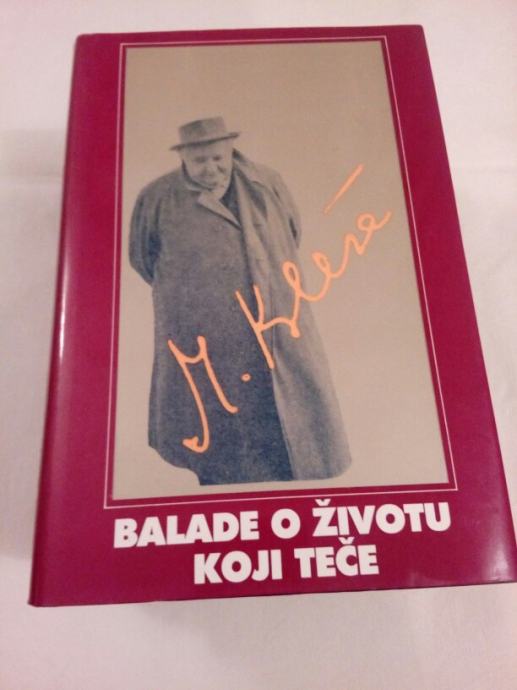 M. Krleža
BALADE O ŽIVOTU
KOJI TEČE